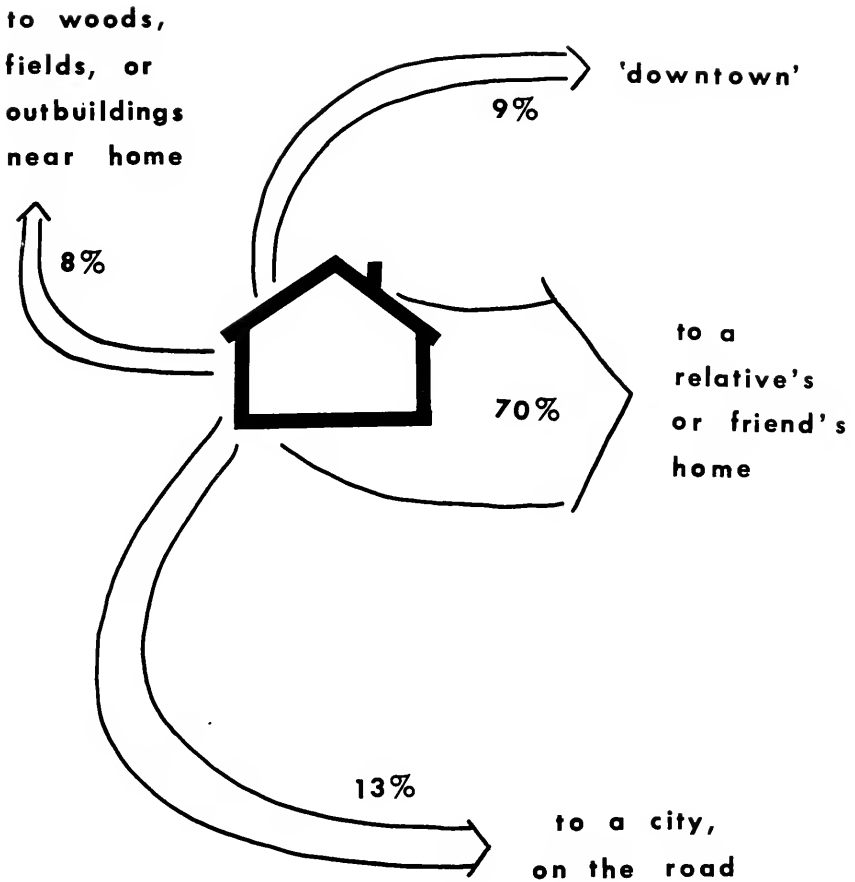 to woods,
fields, or
outbuildings
near home
8%
'downtown'
9%
to a
relative's
or friend's
home
70%
13%
to a city,
on the road